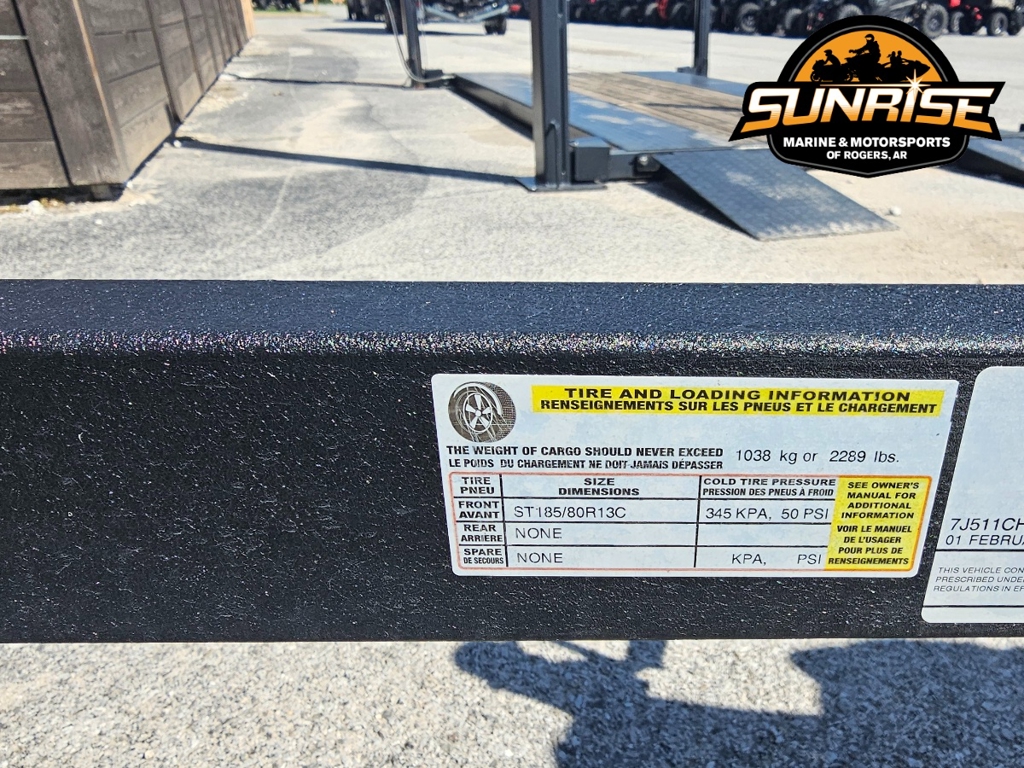 SUNRISE
MARINE & MOTORSPORTS
OF ROGERS, AR
TIRE AND LOADING INFORMATION
RENSEIGNEMENTS SUR LES PNEUS ET LE CHARGEMENT
THE WEIGHT OF CARGO SHOULD NEVER EXCEED 1038 kg or 2289 lbs.
LE POIDS DU CHARGEMENT NE DOIT JAMAIS DÉPASSER
TIRE
PNEU
SIZE
DIMENSIONS
COLD TIRE PRESSURE
PRESSION DES PNEUS À FROID
FRONT
AVANT
ST185/80R13C
345 KPA, 50 PSI
REAR
ARRIÈRE
NONE
SPARE
DE SECOURS
NONE
KPA, PSI
SEE OWNER'S
MANUAL FOR
ADDITIONAL
INFORMATION
VOIR LE MANUEL
DE L'USAGER
POUR PLUS DE
RENSEIGNEMENTS
7J511CH
01 FEBRUA
THIS VEHICLE CON
PRESCRIBED UNDE
REGULATIONS IN EF